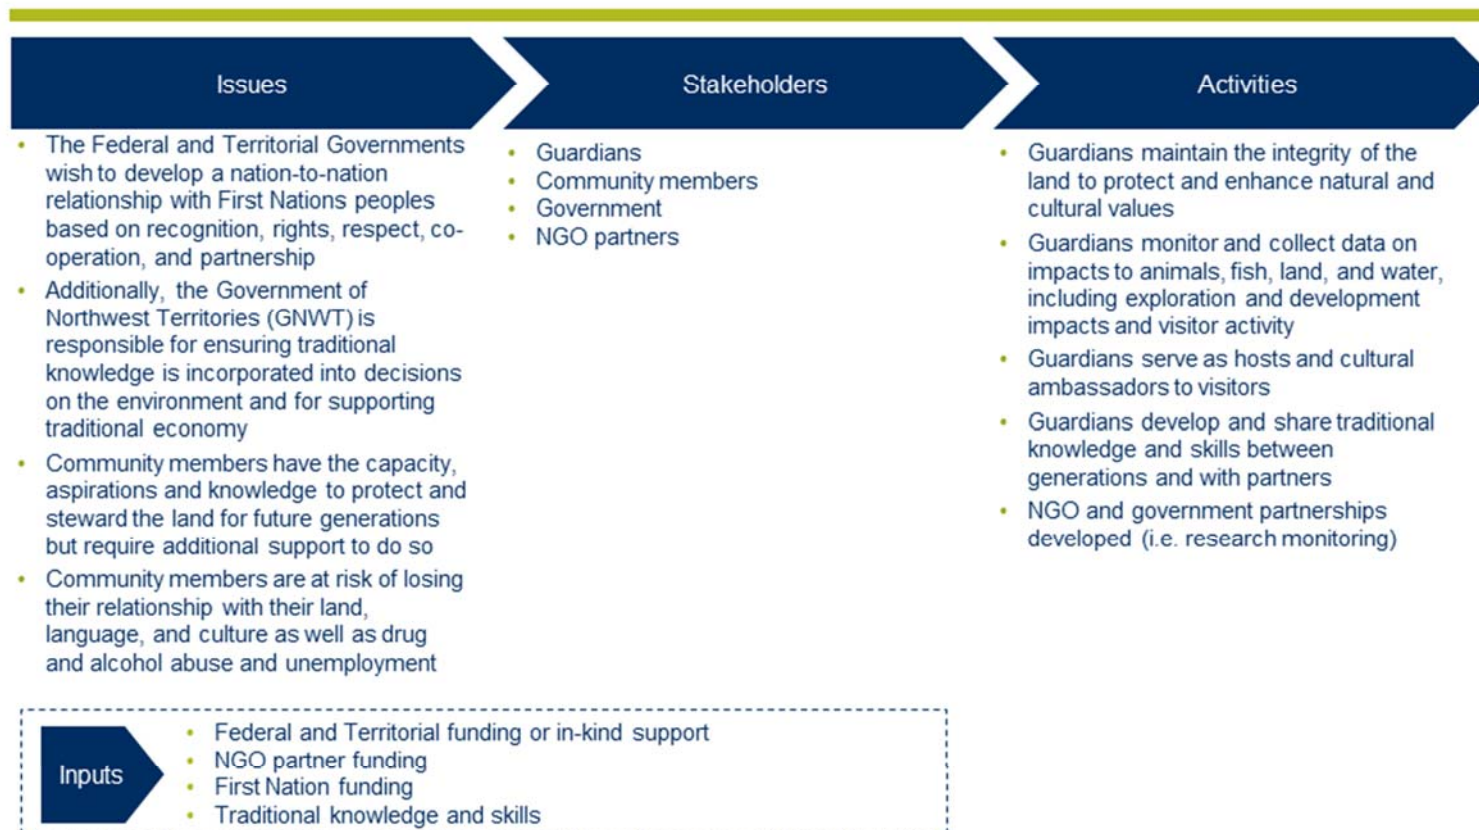 Issues
The Federal and Territorial Governments
wish to develop a nation-to-nation
relationship with First Nations peoples
based on recognition, rights, respect, co-
operation, and partnership
Additionally, the Government of
Northwest Territories (GNWT) is
responsible for ensuring traditional
knowledge is incorporated into decisions
on the environment and for supporting
traditional economy
Community members have the capacity,
aspirations and knowledge to protect and
steward the land for future generations
but require additional support to do so
Community members are at risk of losing
their relationship with their land,
language, and culture as well as drug
and alcohol abuse and unemployment
Stakeholders
Guardians
Community members
Government
NGO partners
Activities
Guardians maintain the integrity of the
land to protect and enhance natural and
cultural values
Guardians monitor and collect data on
impacts to animals, fish, land, and water,
including exploration and development
impacts and visitor activity
Guardians serve as hosts and cultural
ambassadors to visitors
Guardians develop and share traditional
knowledge and skills between
generations and with partners
NGO and government partnerships
developed (i.e. research monitoring)
Inputs
Federal and Territorial funding or in-kind support
NGO partner funding
First Nation funding
Traditional knowledge and skills